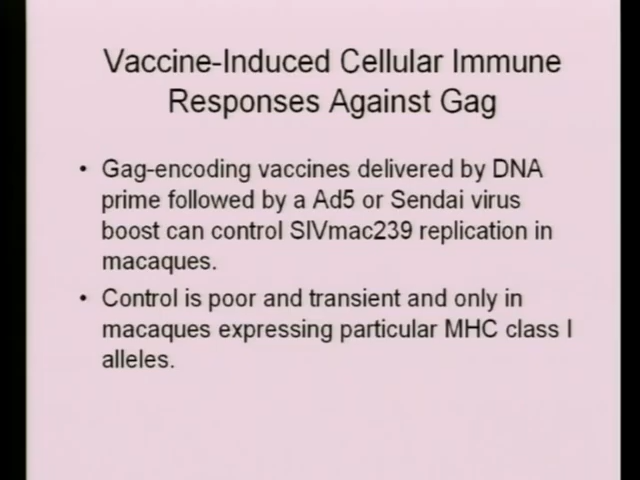 Vaccine-Induced Cellular Immune
Responses Against Gag
• Gag-encoding vaccines delivered by DNA
prime followed by a Ad5 or Sendai virus
boost can control SIVmac239 replication in
macaques.
• Control is poor and transient and only in
macaques expressing particular MHC class I
alleles.